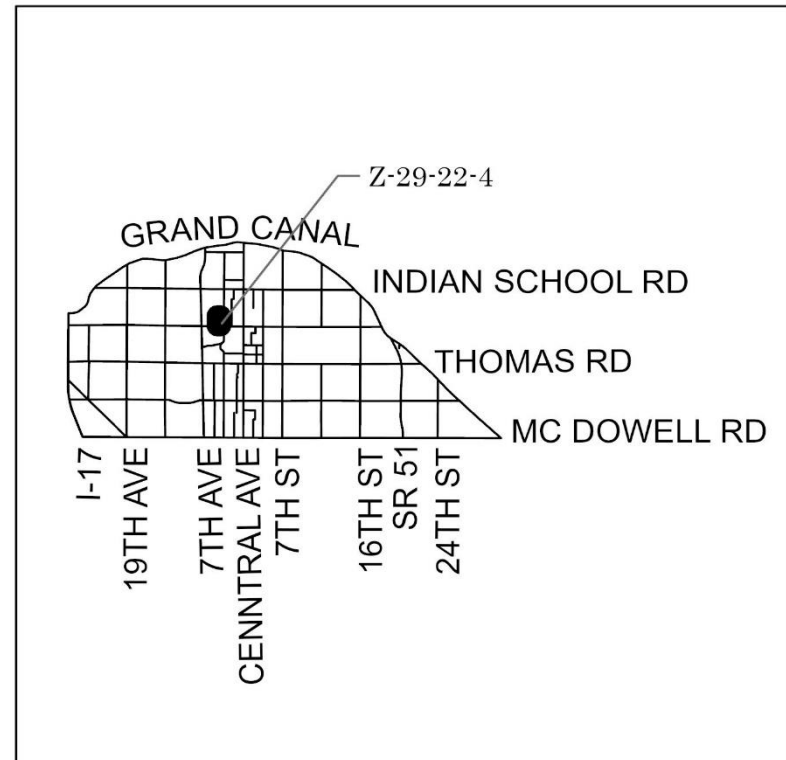 Z-29-22-4
GRAND CANAL
INDIAN SCHOOL RD
THOMAS RD
MC DOWELL RD
I-17
19TH AVE
7TH AVE
CENNTRAL AVE
7TH ST
16TH ST
SR 51
24TH ST